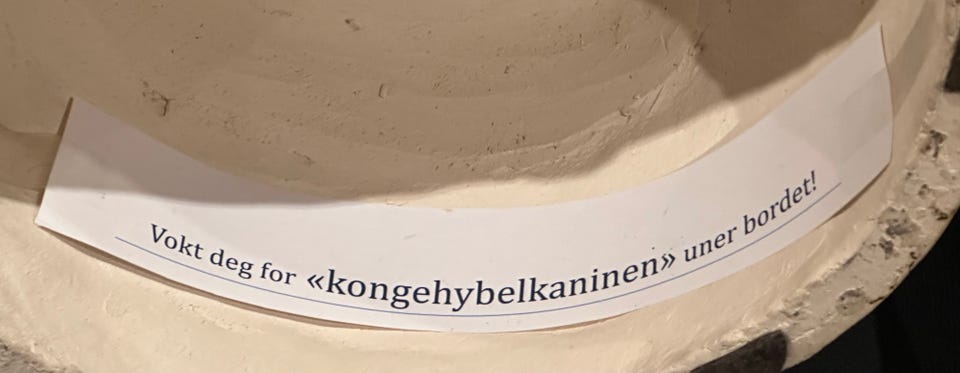 Vokt deg for «kongehybelkaninen» uner bordet!